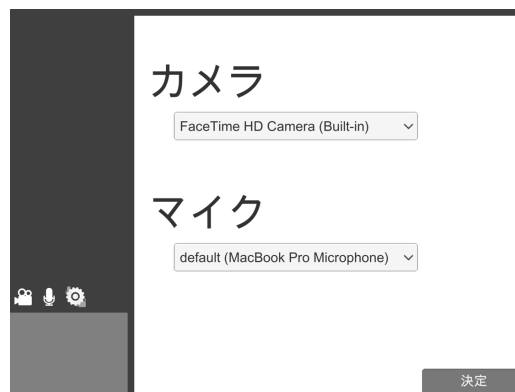 カメラ
FaceTime HD Camera (Built-in)
マイク
default (MacBook Pro Microphone)
決定